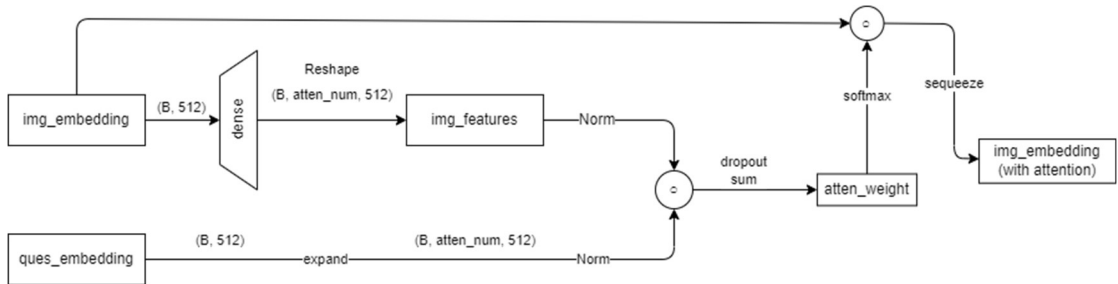 img_embedding
(B, 512)
dense
Reshape
(B, atten_num, 512)
img_features
Norm
ques_embedding
(B, 512)
expand
(B, atten_num, 512)
Norm
dropout
sum
atten_weight
softmax
sequeeze
img_embedding
(with attention)